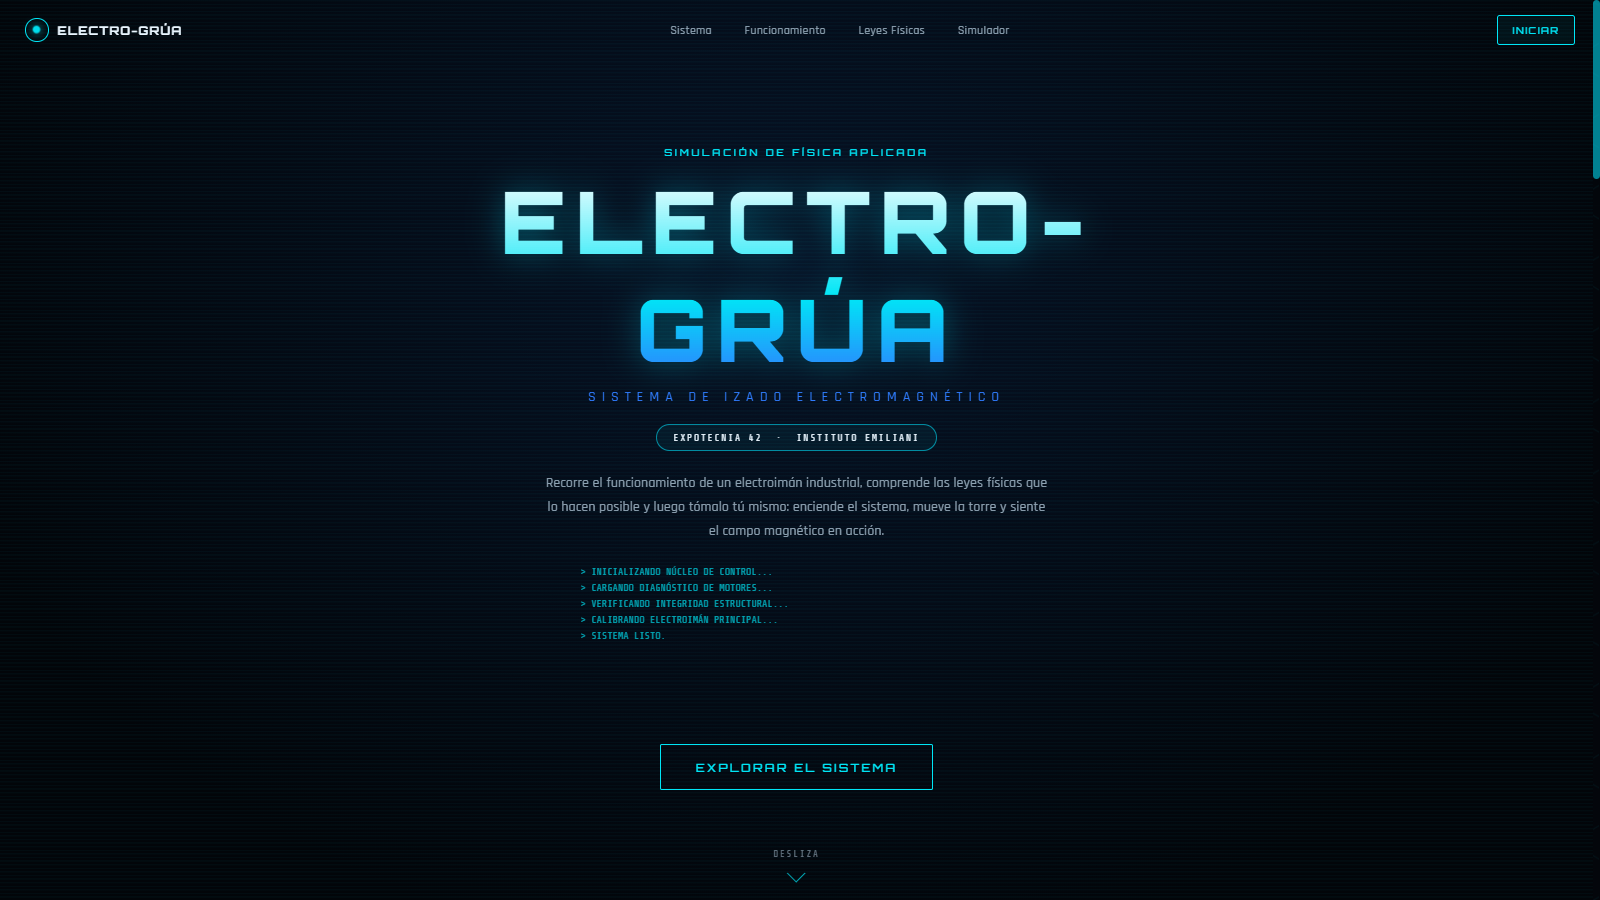 ELECTRO-GRÚA
Sistema
Funcionamiento
Leyes Físicas
Simulador
INICIAR
SIMULACIÓN DE FÍSICA APLICADA
ELECTRO-
GRÚA
SISTEMA DE IZADO ELECTROMAGNÉTICO
EXPOTECNIA 42 · INSTITUTO EMILIANI
Recorre el funcionamiento de un electroimán industrial, comprende las leyes físicas que
lo hacen posible y luego tómalo tú mismo: enciende el sistema, mueve la torre y siente
el campo magnético en acción.
> INICIALIZANDO NÚCLEO DE CONTROL...
> CARGANDO DIAGNÓSTICO DE MOTORES...
> VERIFICANDO INTEGRIDAD ESTRUCTURAL...
> CALIBRANDO ELECTROIMÁN PRINCIPAL...
> SISTEMA LISTO.
EXPLORAR EL SISTEMA
DESLIZA